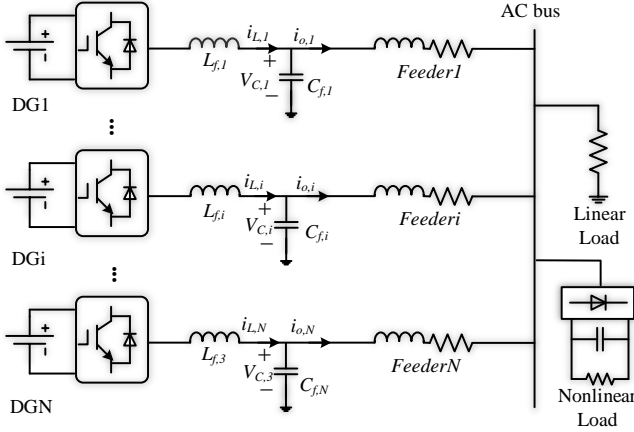 AC bus
i_{L,1}
i_{o,1}
L_{f,1}
+
V_{C,1}
−
C_{f,1}
Feeder1
+
−
DG1
...
i_{L,i}
i_{o,i}
L_{f,i}
+
V_{C,i}
−
C_{f,i}
Feederi
+
−
DGi
Linear
Load
...
i_{L,N}
i_{o,N}
L_{f,3}
+
V_{C,3}
−
C_{f,N}
FeederN
+
−
DGN
Nonlinear
Load